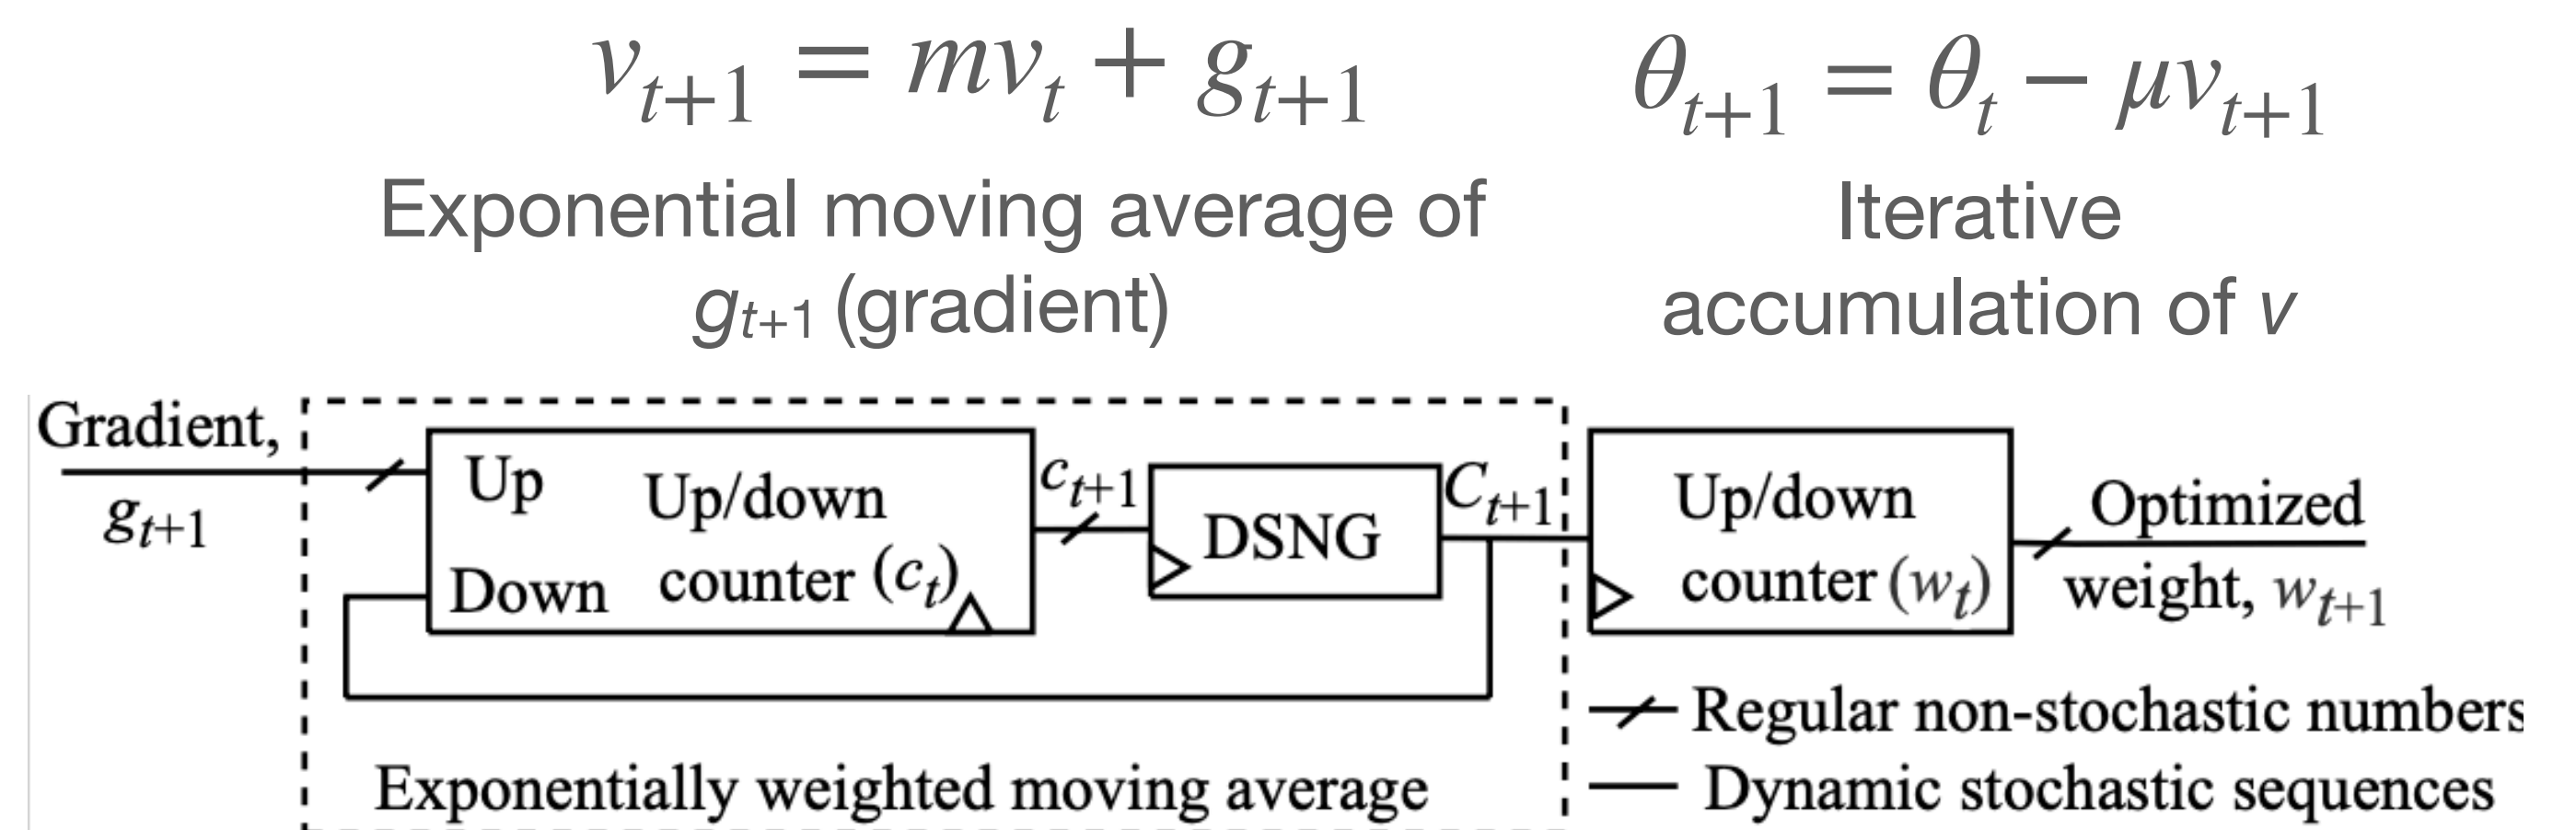 v_{t+1} = mv_t + g_{t+1}
θ_{t+1} = θ_t − μv_{t+1}
Exponential moving average of
g_{t+1} (gradient)
Iterative
accumulation of v
Gradient,
g_{t+1}
Up
Down
Up/down
counter (c_t)
c_{t+1}
DSNG
C_{t+1}
Up/down
counter (w_t)
Optimized
weight, w_{t+1}
Exponentially weighted moving average
Regular non-stochastic numbers
Dynamic stochastic sequences